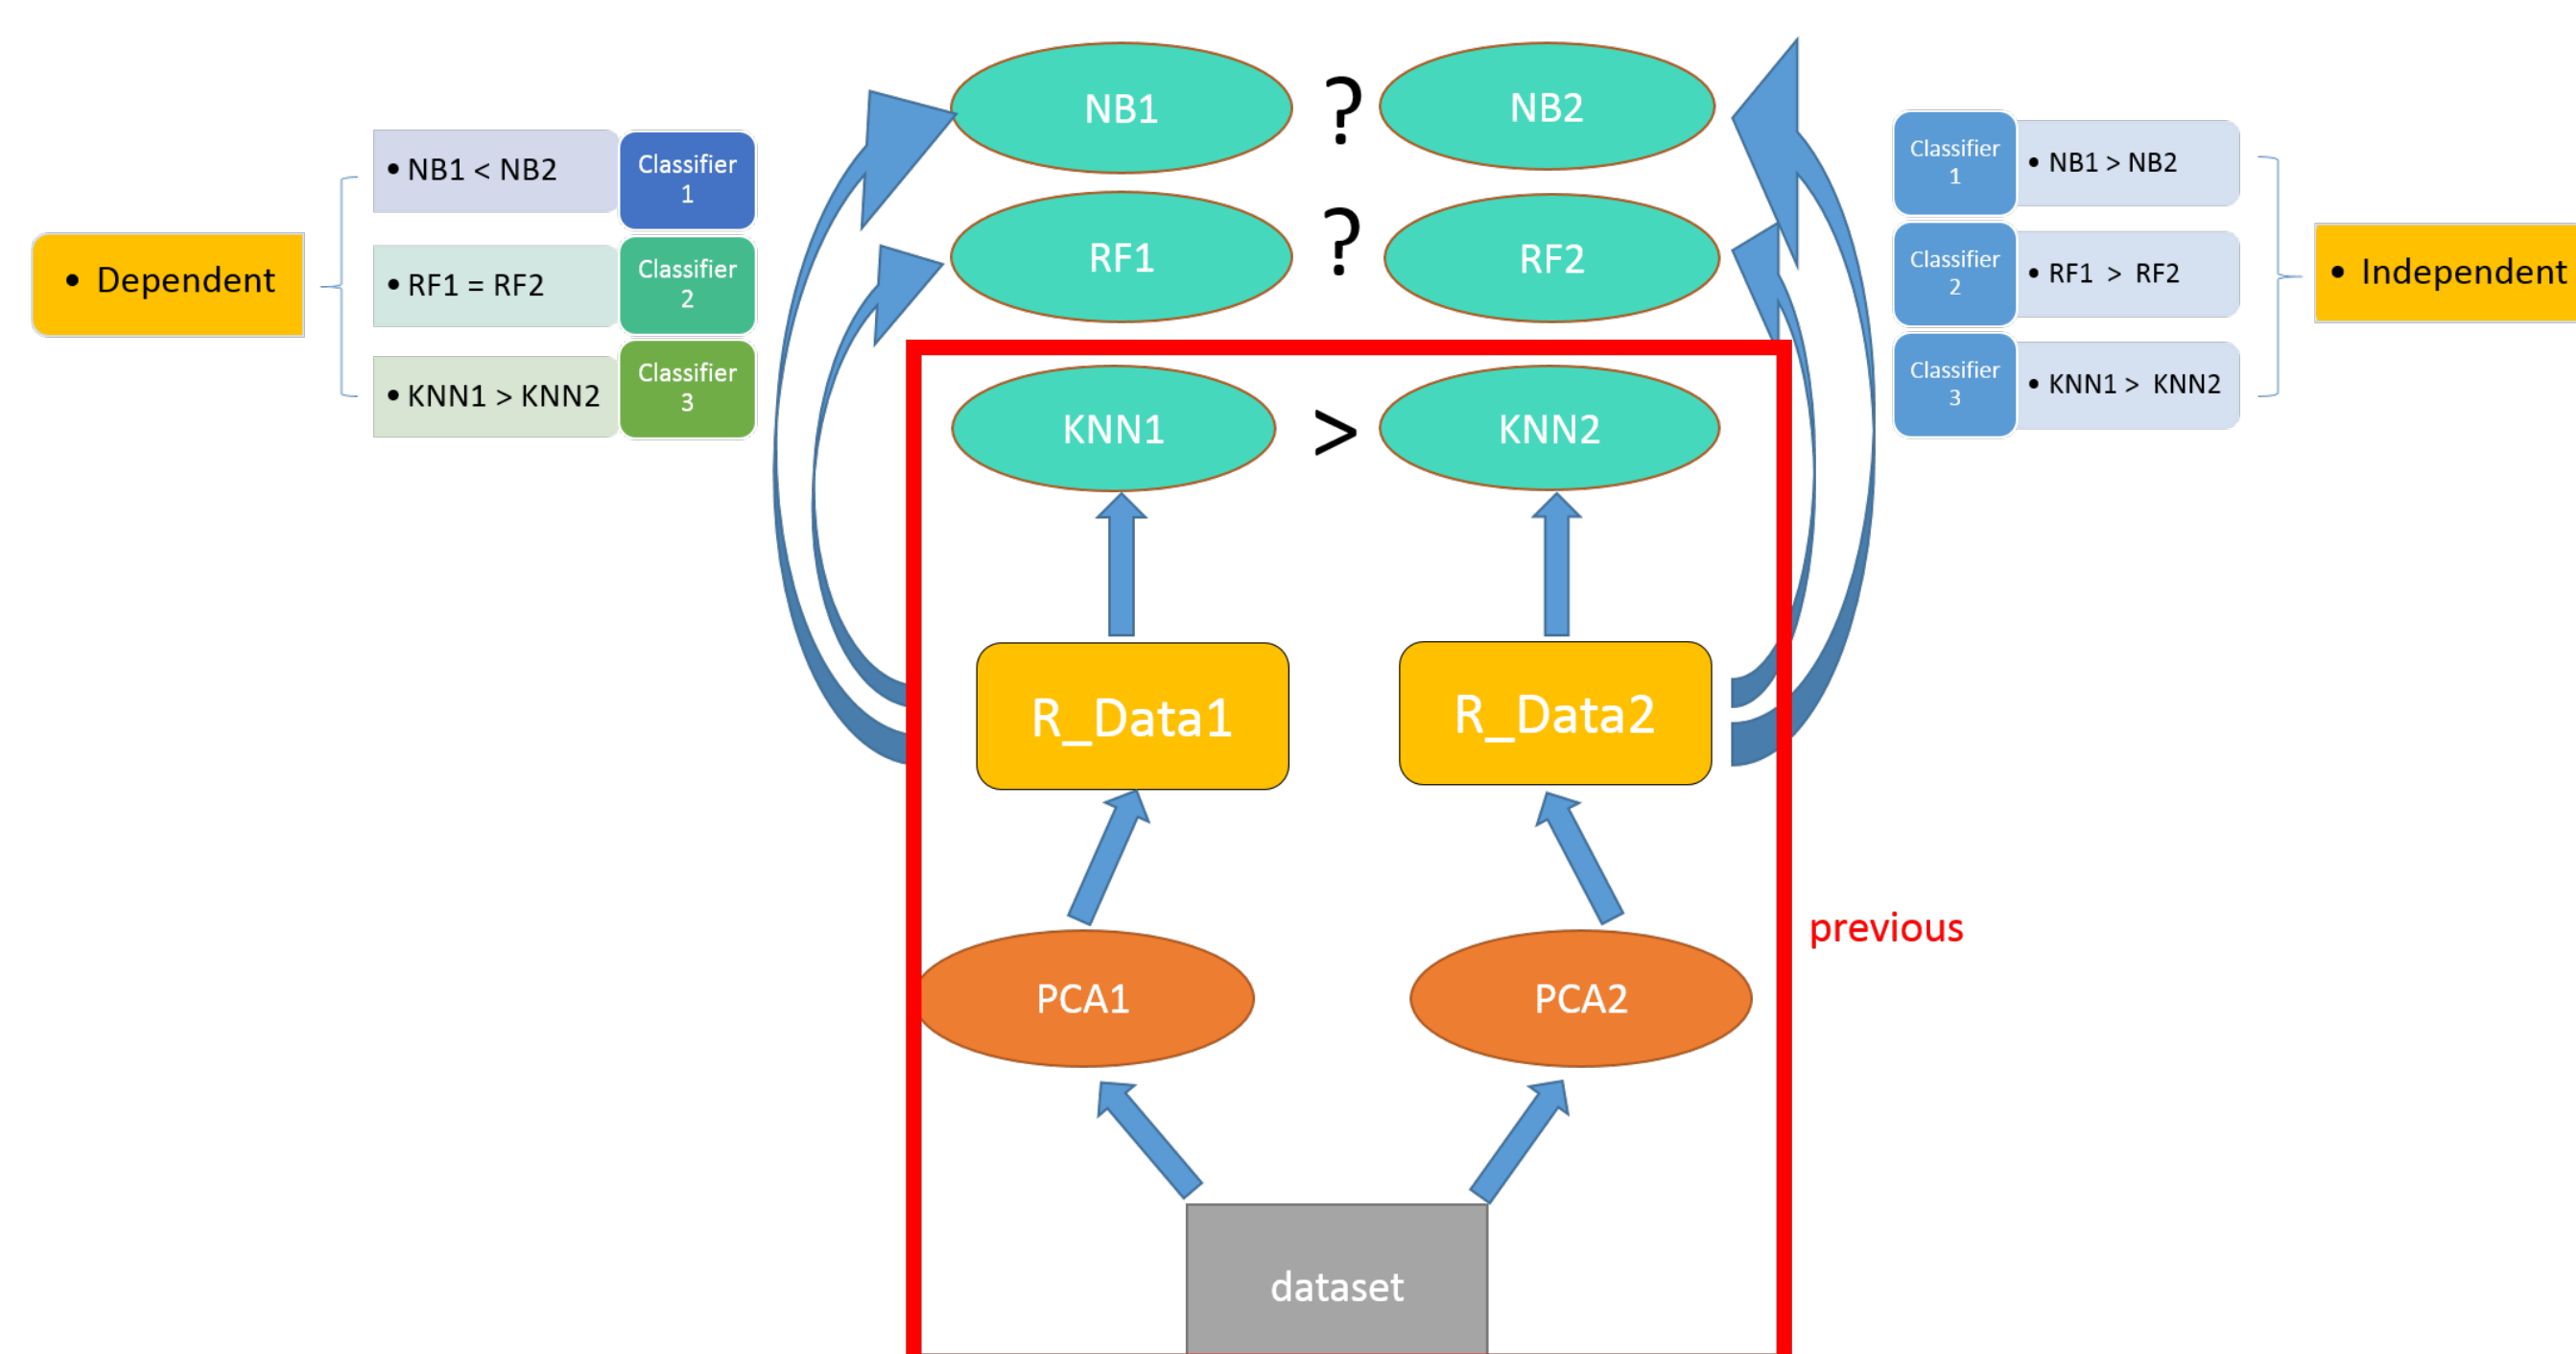 • Dependent
• NB1 < NB2
Classifier
1
• RF1 = RF2
Classifier
2
• KNN1 > KNN2
Classifier
3
NB1
?
NB2
RF1
?
RF2
KNN1
>
KNN2
R_Data1
R_Data2
PCA1
PCA2
dataset
previous
Classifier
1
• NB1 > NB2
Classifier
2
• RF1 > RF2
Classifier
3
• KNN1 > KNN2
• Independent